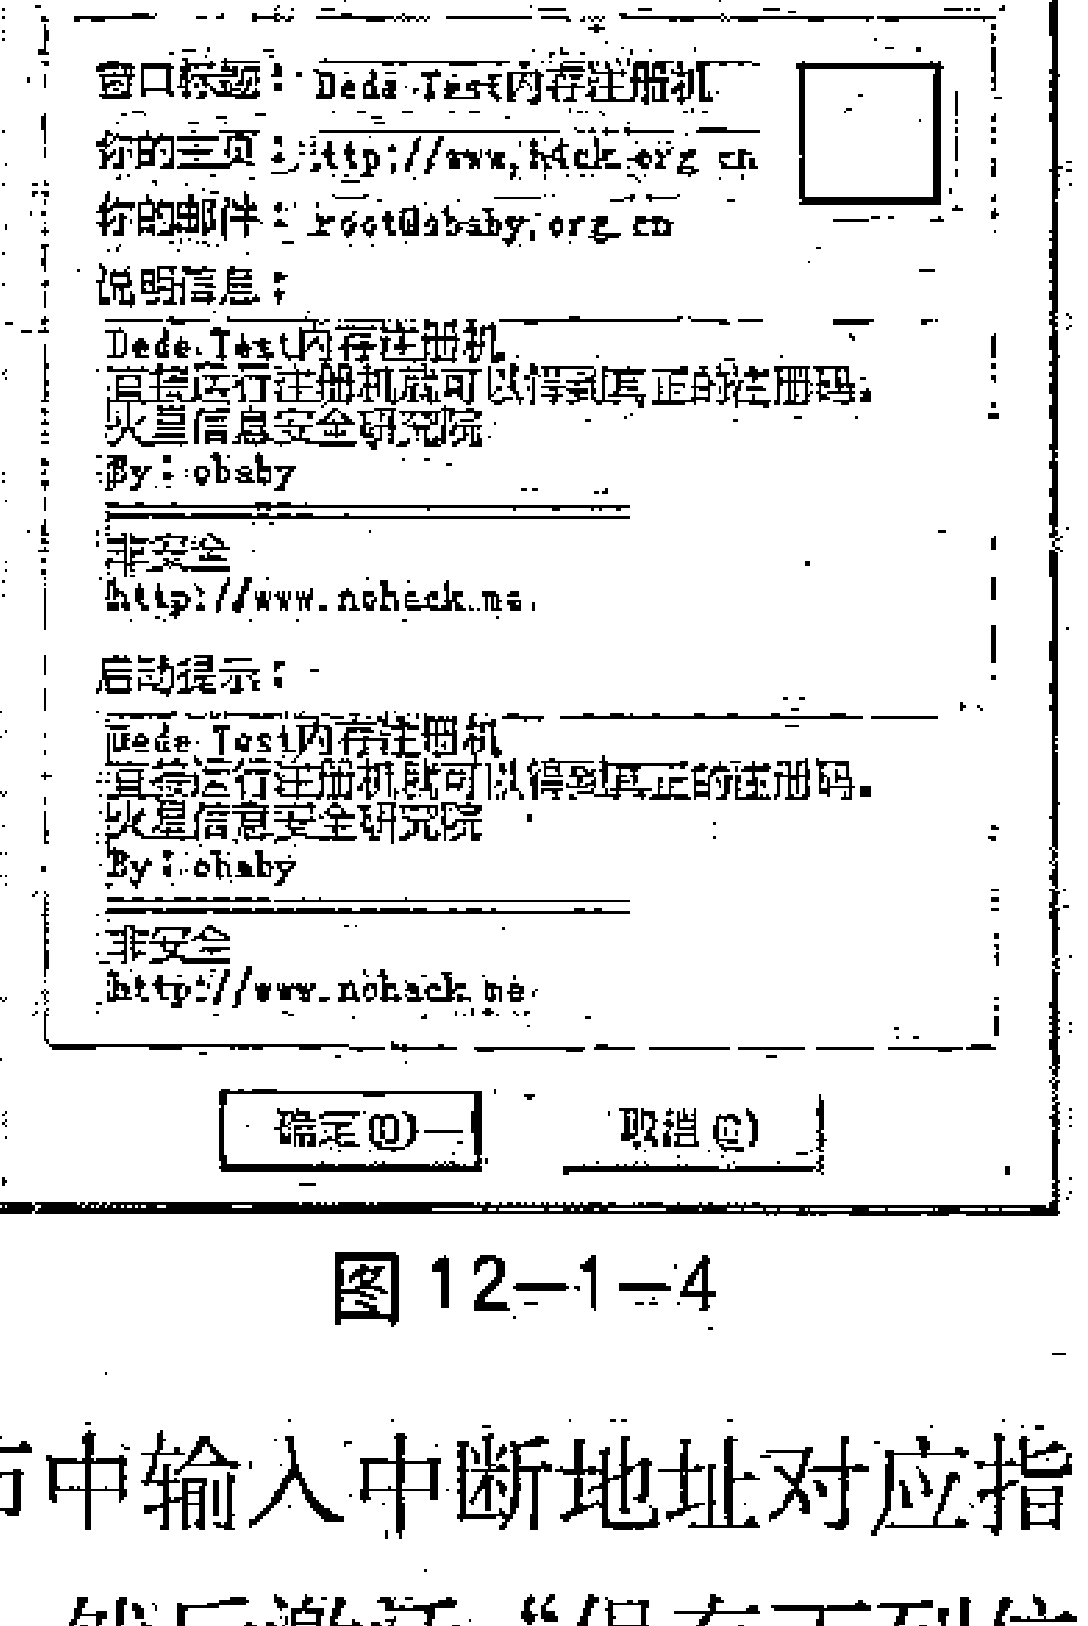 窗口标题：Dede Test内存注册机
你的主页：http://www.h4ck.org.cn
你的邮件：root@obaby.org.cn
说明信息：
Dede Test内存注册机
直接运行注册机就可以得到真正的注册码。
火星信息安全研究院
By：obaby
非安全
http://www.nohack.me
启动提示：
Dede Test内存注册机
直接运行注册机就可以得到真正的注册码。
火星信息安全研究院
By：obaby
非安全
http://www.nohack.me
确定(O) 取消(C)
图 12-1-4
中输入中断地址对应指